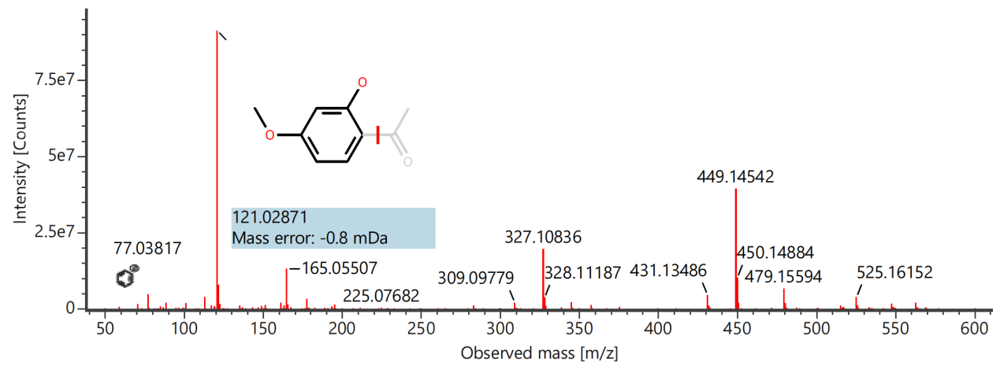 Intensity [Counts]
7.5e7
5e7
2.5e7
0
O
O
O
121.02871
Mass error: -0.8 mDa
77.03817
165.05507
225.07682
309.09779
327.10836
328.11187
431.13486
449.14542
450.14884
479.15594
525.16152
50 100 150 200 250 300 350 400 450 500 550 600
Observed mass [m/z]